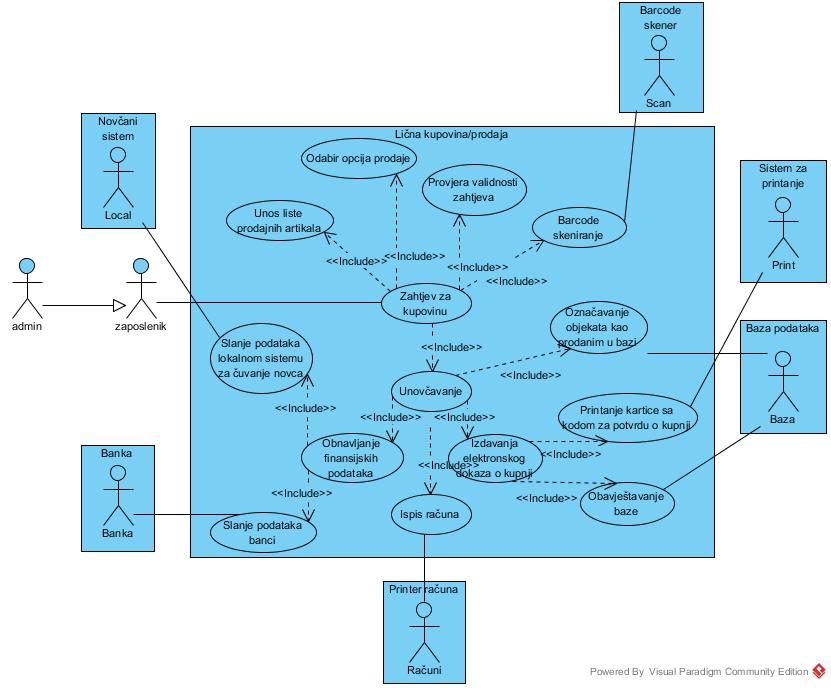 Barcode
skener
Scan
Novčani
sistem
Local
Lična kupovina/prodaja
Odabir opcija prodaje
Provjera validnosti
zahtjeva
Sistem za
printanje
Print
Unos liste
prodajnih artikala
Barcode
skeniranje
<<Include>>
<<Include>>
<<Include>>
<<Include>>
admin
zaposlenik
Zahtjev za
kupovinu
Označavanje
objekata kao
prodanim u bazi
Baza podataka
Baza
Slanje podataka
lokalnom sistemu
za čuvanje novca
<<Include>>
<<Include>>
Unovčavanje
<<Include>>
<<Include>>
<<Include>>
Printanje kartice sa
kodom za potvrdu o kupnji
Obnavljanje
finansijskih
podataka
Izdavanja
elektronskog
dokaza o kupnji
<<Include>>
<<Include>>
Banka
Banka
<<Include>>
<<Include>>
Obavještavanje
baze
Slanje podataka
banci
Ispis računa
Printer računa
Računi
Powered By Visual Paradigm Community Edition